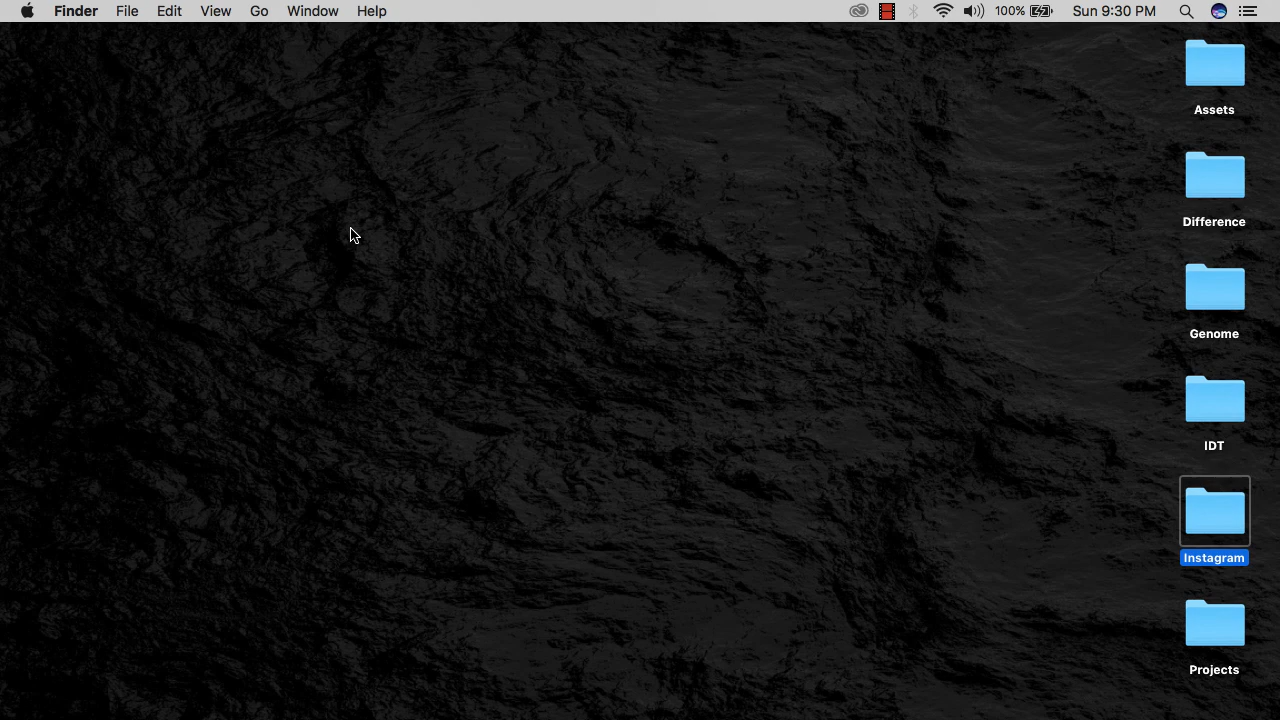 Finder File Edit View Go Window Help 100% Sun 9:30 PM
Assets
Difference
Genome
IDT
Instagram
Projects